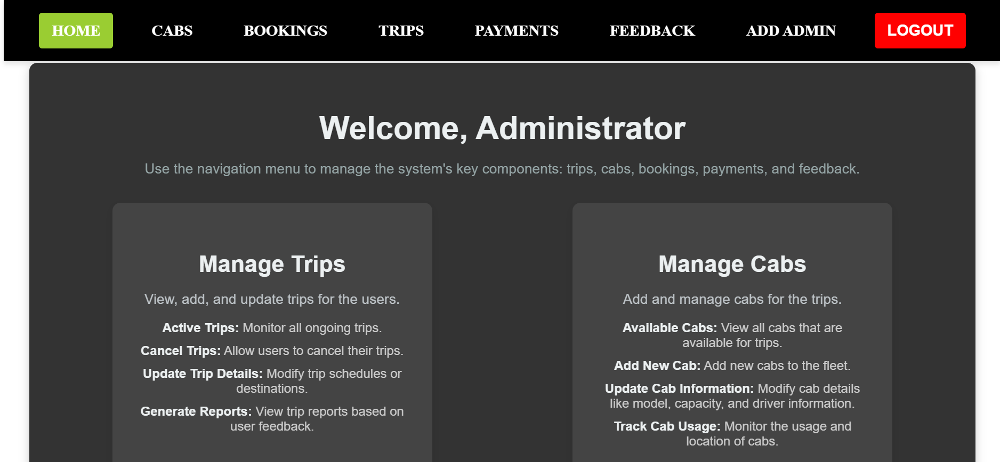 HOME CABS BOOKINGS TRIPS PAYMENTS FEEDBACK ADD ADMIN LOGOUT
Welcome, Administrator
Use the navigation menu to manage the system's key components: trips, cabs, bookings, payments, and feedback.
Manage Trips
View, add, and update trips for the users.
Active Trips: Monitor all ongoing trips.
Cancel Trips: Allow users to cancel their trips.
Update Trip Details: Modify trip schedules or
destinations.
Generate Reports: View trip reports based on
user feedback.
Manage Cabs
Add and manage cabs for the trips.
Available Cabs: View all cabs that are
available for trips.
Add New Cab: Add new cabs to the fleet.
Update Cab Information: Modify cab details
like model, capacity, and driver information.
Track Cab Usage: Monitor the usage and
location of cabs.